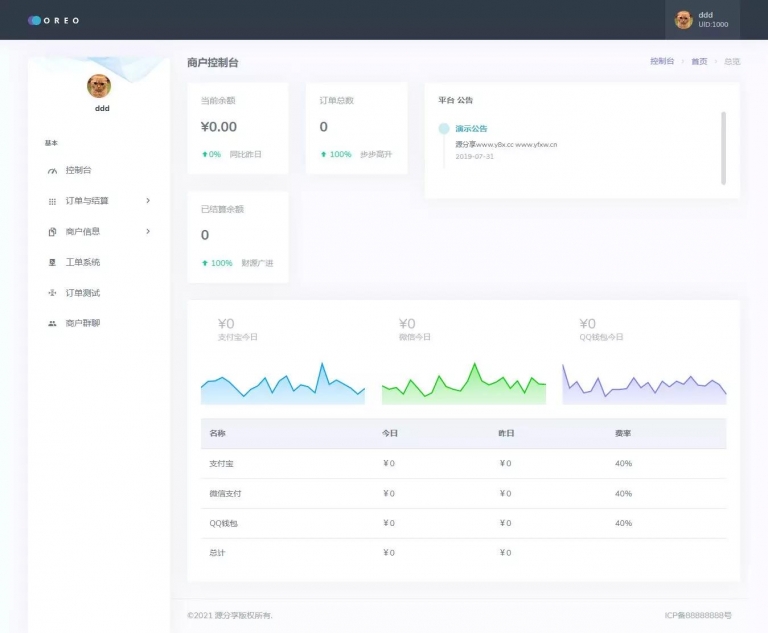 OREO
ddd
UID:1000
ddd
基本
控制台
订单与结算
商户信息
工单系统
订单测试
商户群聊
商户控制台
控制台 首页 总览
当前余额
¥0.00
0% 同比昨日
订单总数
0
100% 步步高升
平台 公告
演示公告
源分享www.y8x.cc www.yfxw.cn
2019-07-31
已结算余额
0
100% 财源广进
¥0
支付宝今日
¥0
微信今日
¥0
QQ钱包今日
名称 今日 昨日 费率
支付宝 ¥0 ¥0 40%
微信支付 ¥0 ¥0 40%
QQ钱包 ¥0 ¥0 40%
总计 ¥0 ¥0
©2021 源分享版权所有.
ICP备88888888号